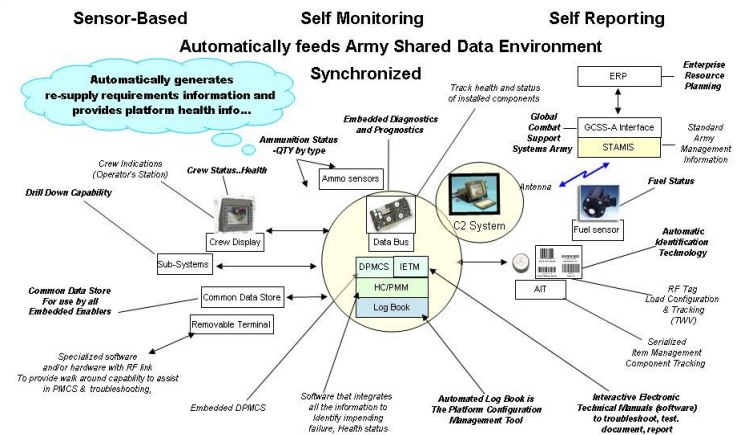 Sensor-Based
Self Monitoring
Self Reporting
Automatically feeds Army Shared Data Environment
Synchronized
Automatically generates
re-supply requirements information and
provides platform health info...
Track health and status
of installed components
ERP
Enterprise
Resource
Planning
Embedded Diagnostics
and Prognostics
Ammunition Status
-QTY by type
Global
Combat
Support
Systems Army
GCSS-A Interface
STAMIS
Standard
Army
Management
Information
Crew Indications
(Operator's Station)
Crew Status..Health
Ammo sensors
Antenna
Fuel Status
Drill Down Capability
C2 System
Fuel sensor
Crew Display
Data Bus
Automatic
Identification
Technology
Sub-Systems
DPMCS
IETM
HC/PMM
Log Book
AIT
Common Data Store
For use by all
Embedded Enablers
Common Data Store
RF Tag
Load Configuration
& Tracking
(TWV)
Removable Terminal
Serialized
Item Management
Component Tracking
Specialized software
and/or hardware with RF link
To provide walk around capability to assist
in PMCS & troubleshooting,
Embedded DPMCS
Software that integrates
all the information to
Identify impending
failure, Health status
Automated Log Book is
The Platform Configuration
Management Tool
Interactive Electronic
Technical Manuals (software)
to troubleshoot, test.
document, report